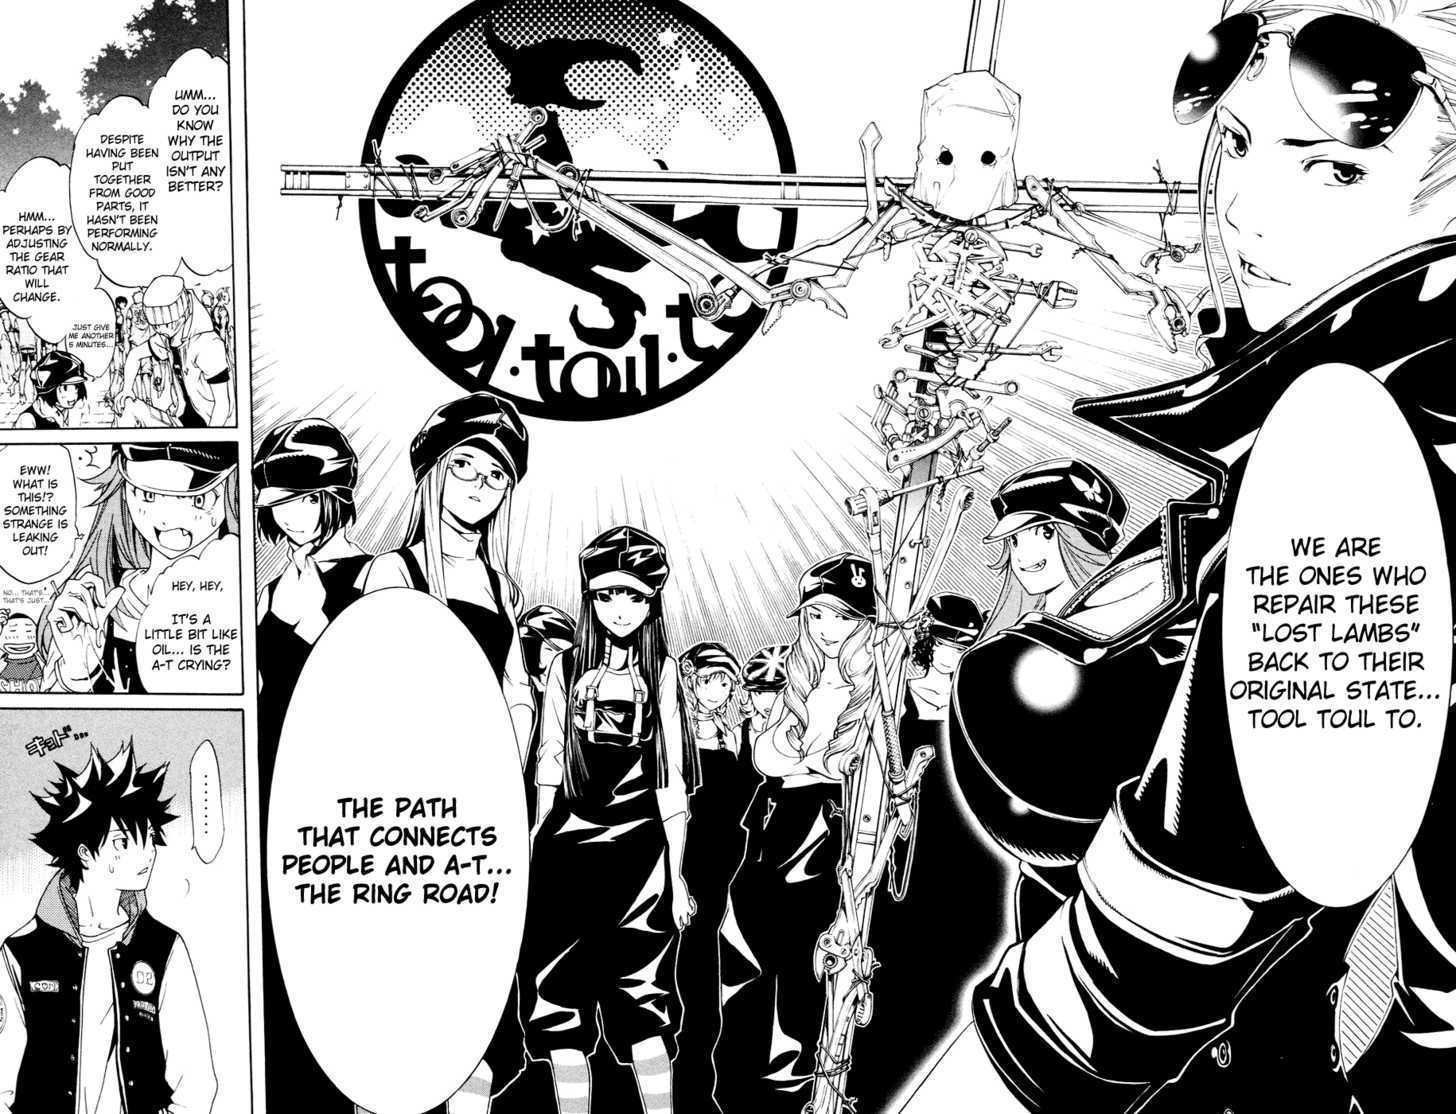 WE ARE
THE ONES WHO
REPAIR THESE
"LOST LAMBS"
BACK TO THEIR
ORIGINAL STATE...
TOOL TOUL TO.
THE PATH
THAT CONNECTS
PEOPLE AND A-T...
THE RING ROAD!
tool·toul·t
UMM...
DO YOU
KNOW
WHY THE
OUTPUT
ISN'T ANY
BETTER?
DESPITE
HAVING BEEN
PUT
TOGETHER
FROM GOOD
PARTS, IT
HASN'T BEEN
PERFORMING
NORMALLY.
HMM...
PERHAPS BY
ADJUSTING
THE GEAR
RATIO THAT
WILL
CHANGE.
JUST GIVE
ME ANOTHER
5 MINUTES...
EWW!
WHAT IS
THIS!?
SOMETHING
STRANGE IS
LEAKING
OUT!
HEY, HEY,
IT'S A
LITTLE BIT LIKE
OIL... IS THE
A-T CRYING?
NO... THAT'S...
THAT'S JUST...
キョド...
........